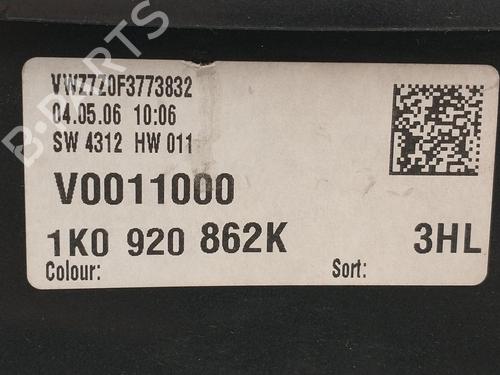 VWZ7Z0F3773832
04.05.06 10:06
SW 4312 HW 011
V0011000
1K0 920 862K 3HL
Colour: Sort:
B-PARTS